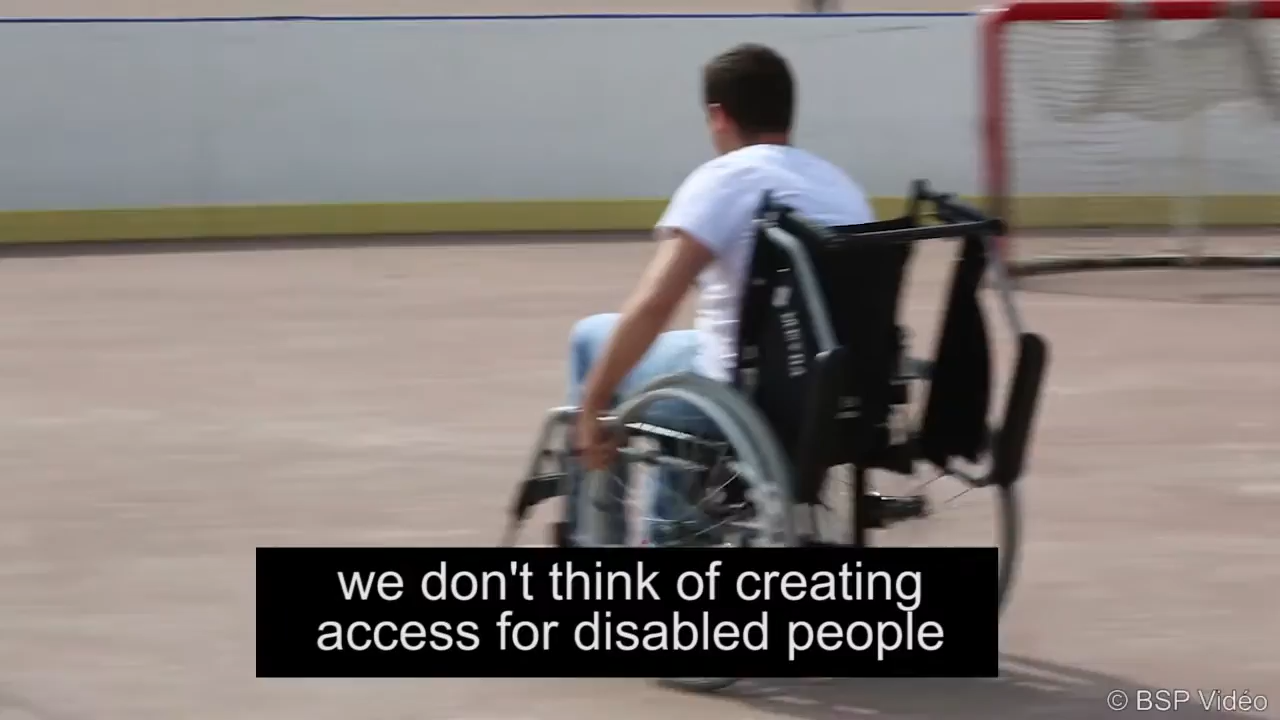 we don't think of creating
access for disabled people
© BSP Vidéo